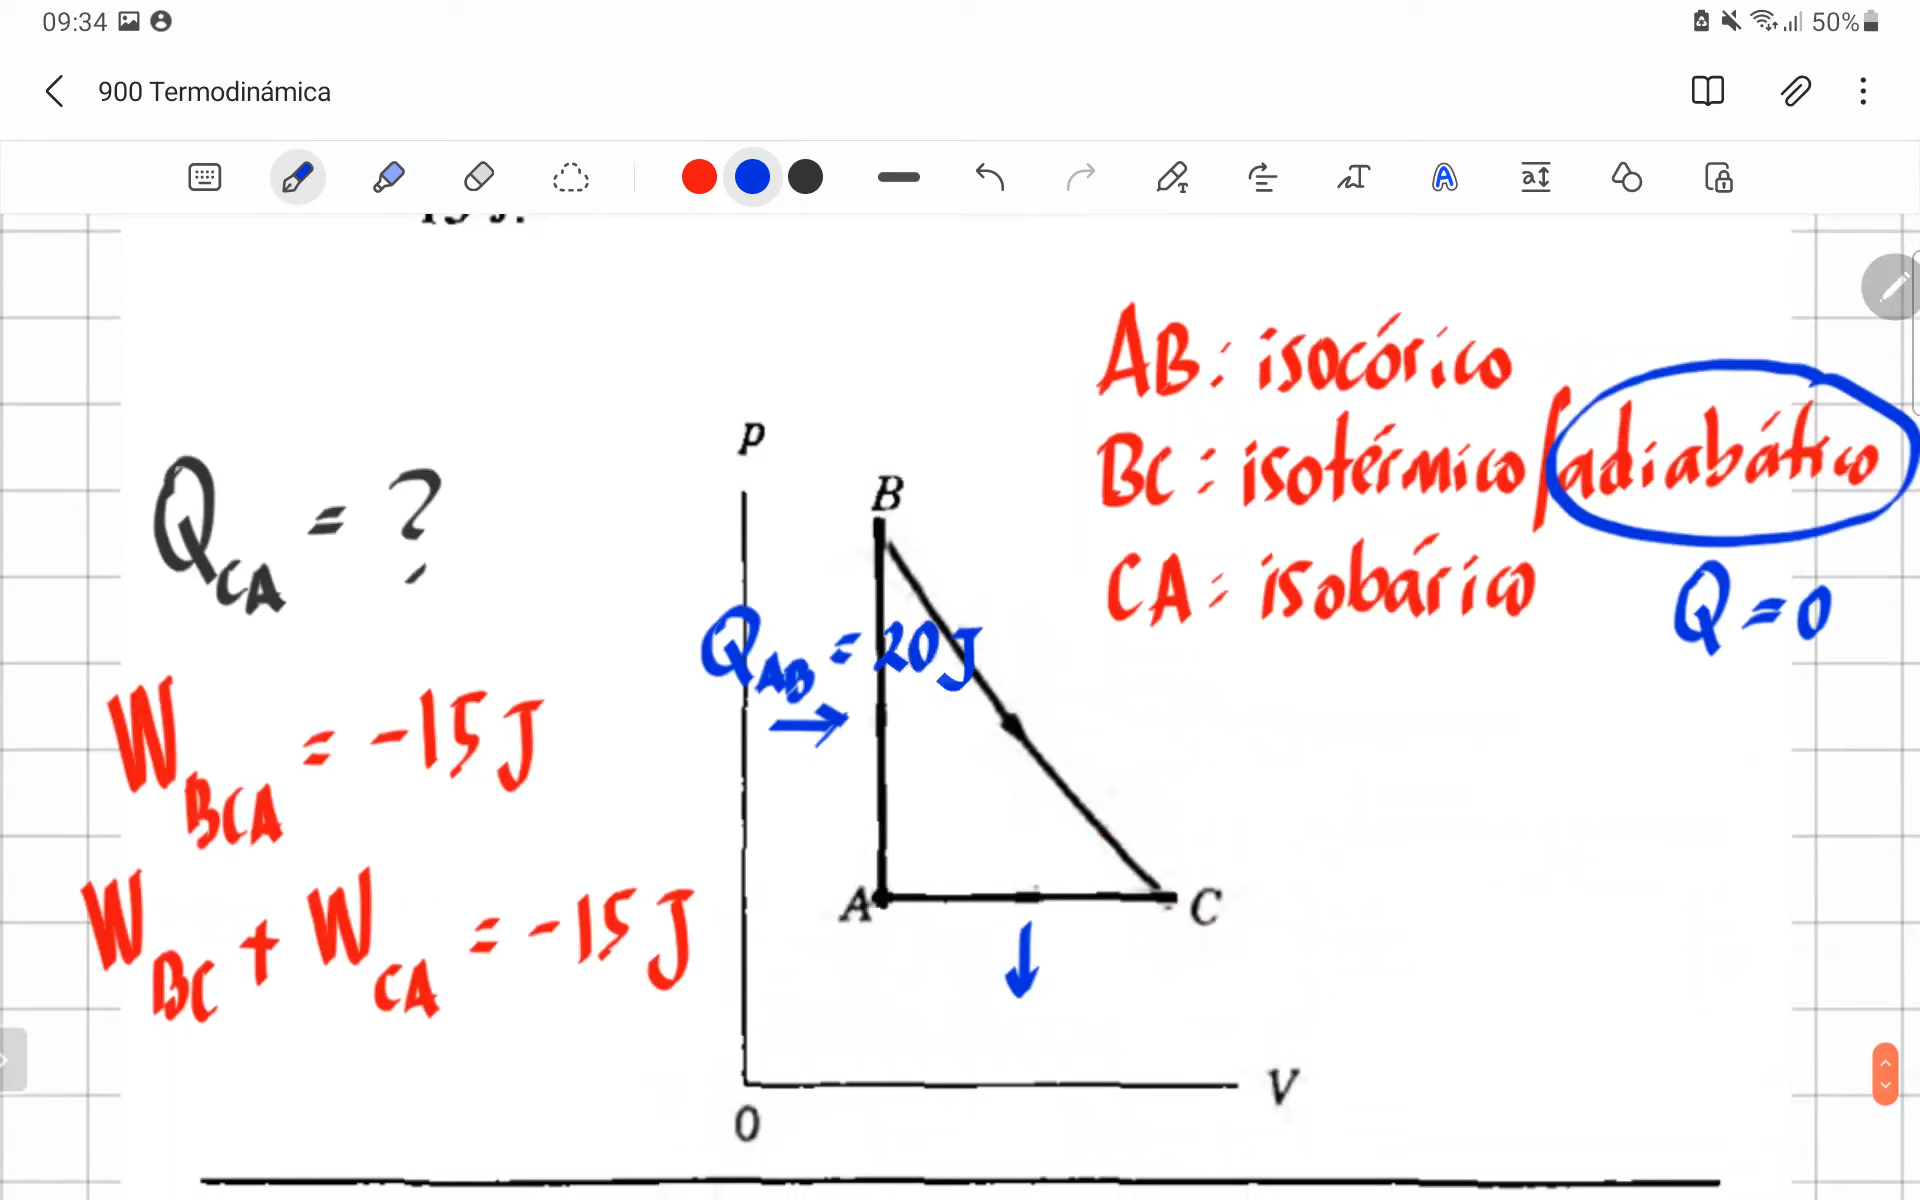 09:34
50%
900 Termodinámica
15 J.
AB: isocórico
BC: isotérmico/adiabático
CA: isobárico
Q = 0
Q_CA = ?
p
B
Q_AB = 20 J
W_BCA = -15 J
W_BC + W_CA = -15 J
A
C
V
0